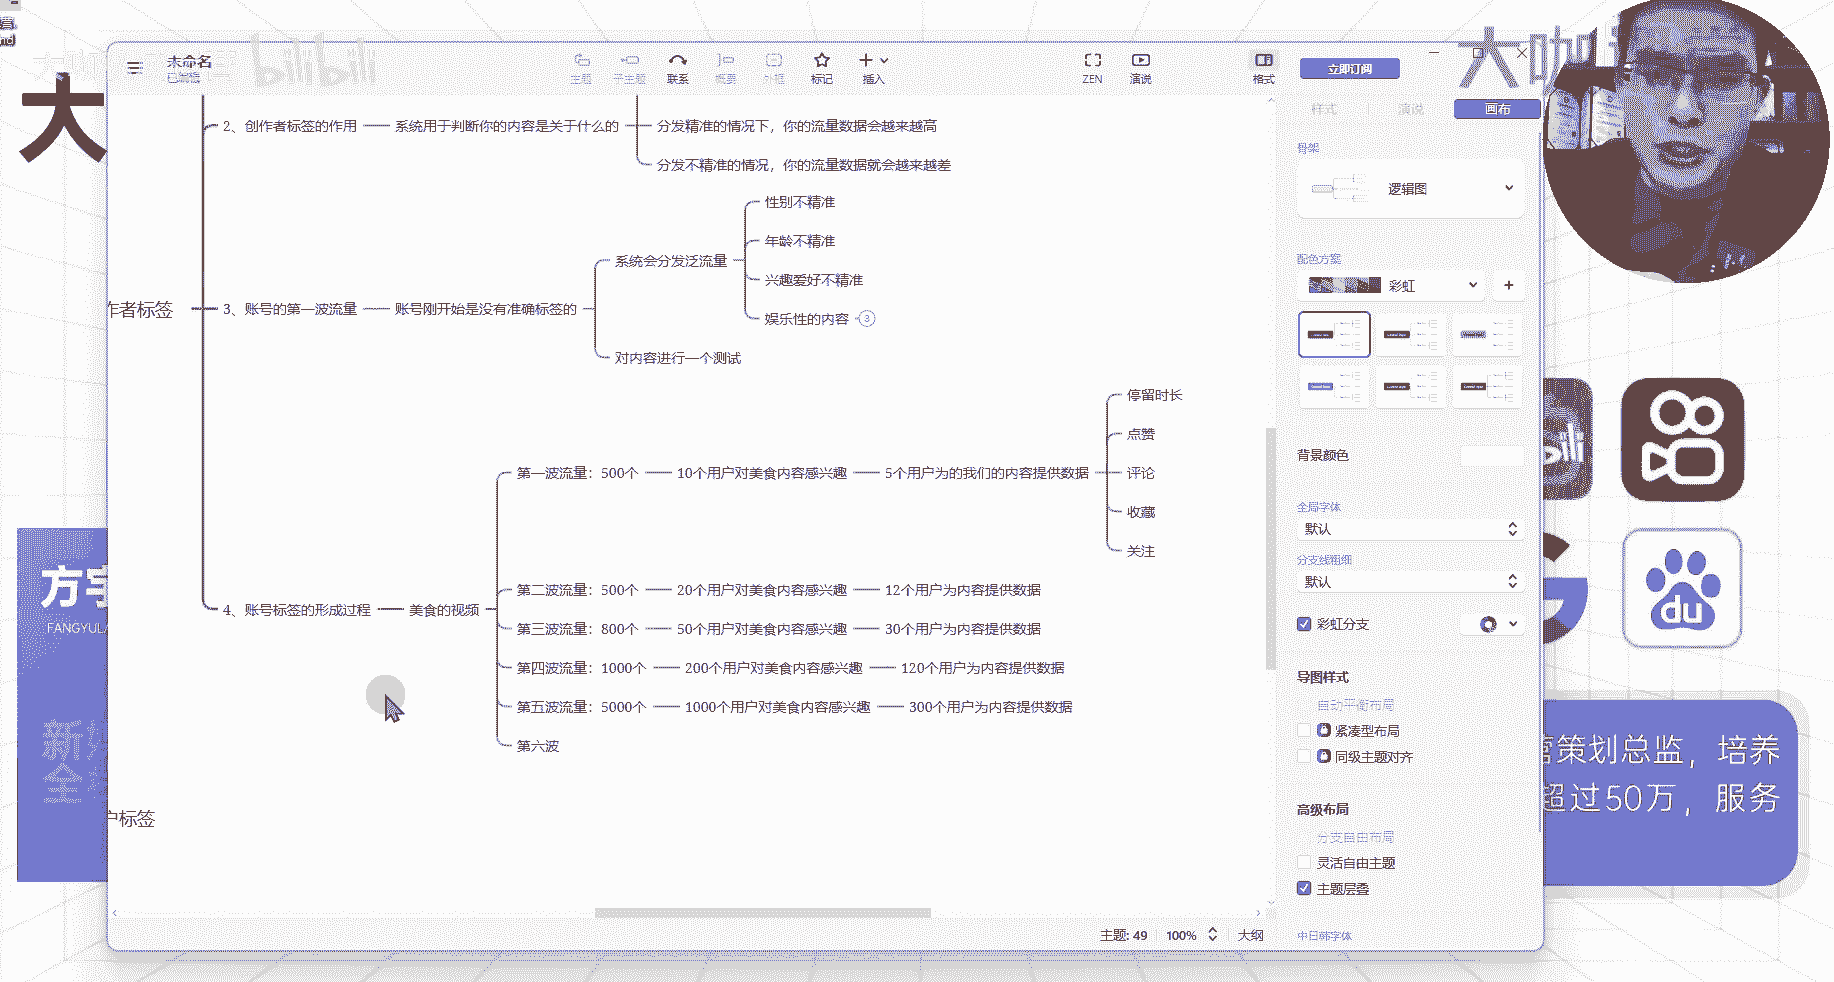 未命名
已编辑
bilibili
大
主题
子主题
联系
概要
外框
标记
插入
ZEN
演说
格式
立即订阅
大咖
样式
演说
画布
2、创作者标签的作用
系统用于判断你的内容是关于什么的
分发精准的情况下，你的流量数据会越来越高
分发不精准的情况，你的流量数据就会越来越差
作者标签
3、账号的第一波流量
账号刚开始是没有准确标签的
系统会分发泛流量
性别不精准
年龄不精准
兴趣爱好不精准
娱乐性的内容
3
对内容进行一个测试
4、账号标签的形成过程
美食的视频
第一波流量：500个
10个用户对美食内容感兴趣
5个用户为的我们的内容提供数据
停留时长
点赞
评论
收藏
关注
第二波流量：500个
20个用户对美食内容感兴趣
12个用户为内容提供数据
第三波流量：800个
50个用户对美食内容感兴趣
30个用户为内容提供数据
第四波流量：1000个
200个用户对美食内容感兴趣
120个用户为内容提供数据
第五波流量：5000个
1000个用户对美食内容感兴趣
300个用户为内容提供数据
第六波
户标签
骨架
逻辑图
配色方案
彩虹
背景颜色
全局字体
默认
分支线粗细
默认
彩虹分支
导图样式
自动平衡布局
紧凑型布局
同级主题对齐
高级布局
分支自由布局
灵活自由主题
主题层叠
中日韩字体
主题: 49
100%
大纲
方宇
FANGYULA
新
全
du
营策划总监，培养
超过50万，服务